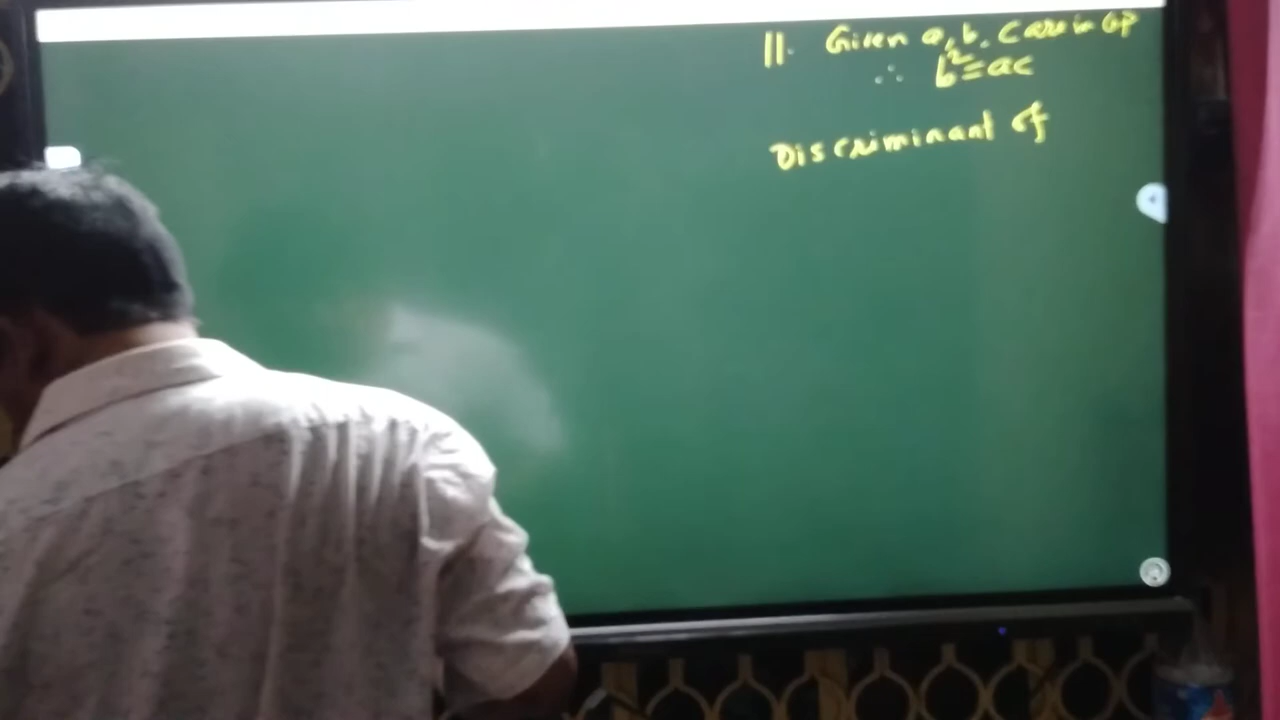 11. Given a, b, c are in GP
∴ b²=ac
Discriminant of